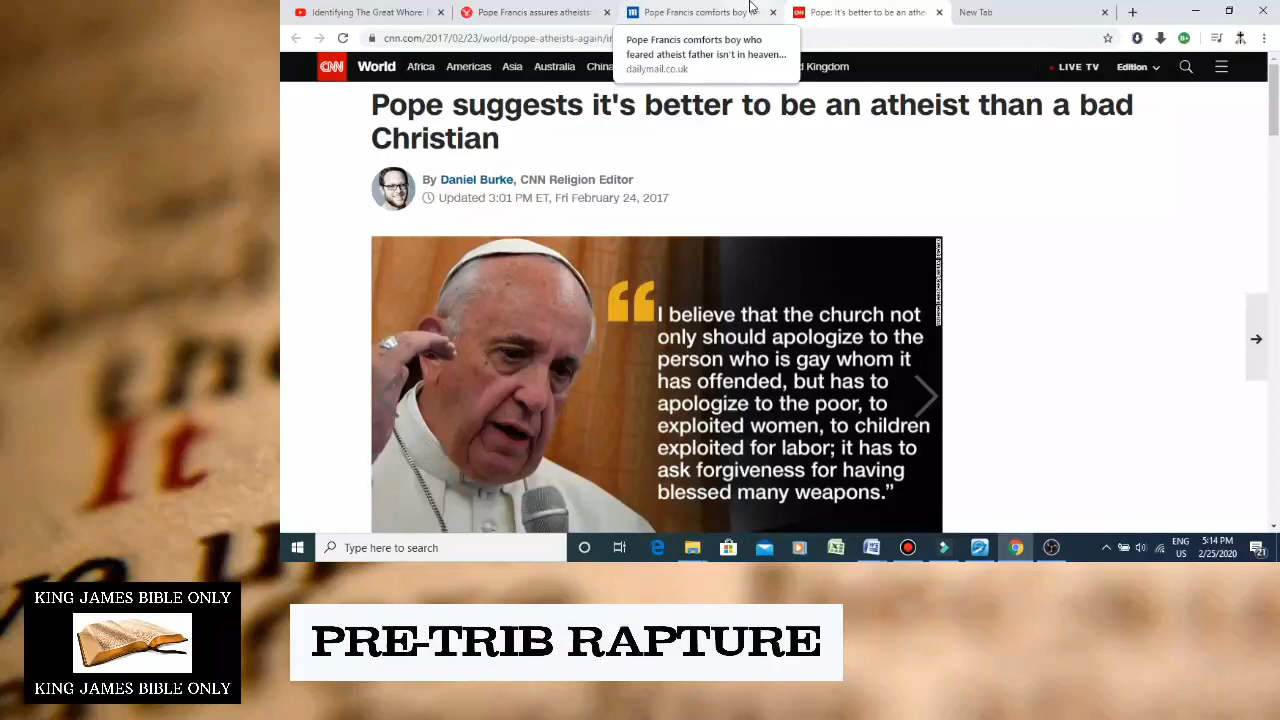 Identifying The Great Whore:
Pope Francis assures atheists:
Pope Francis comforts boy
Pope: It's better to be an athe
New Tab
cnn.com/2017/02/23/world/pope-atheists-again/
Pope Francis comforts boy who
feared atheist father isn't in heaven...
dailymail.co.uk
CNN World Africa Americas Asia Australia China d Kingdom LIVE TV Edition
Pope suggests it's better to be an atheist than a bad
Christian
By Daniel Burke, CNN Religion Editor
Updated 3:01 PM ET, Fri February 24, 2017
“I believe that the church not
only should apologize to the
person who is gay whom it
has offended, but has to
apologize to the poor, to
exploited women, to children
exploited for labor; it has to
ask forgiveness for having
blessed many weapons.”
Type here to search
ENG
US
5:14 PM
2/25/2020
21
It
KING JAMES BIBLE ONLY
KING JAMES BIBLE ONLY
PRE-TRIB RAPTURE